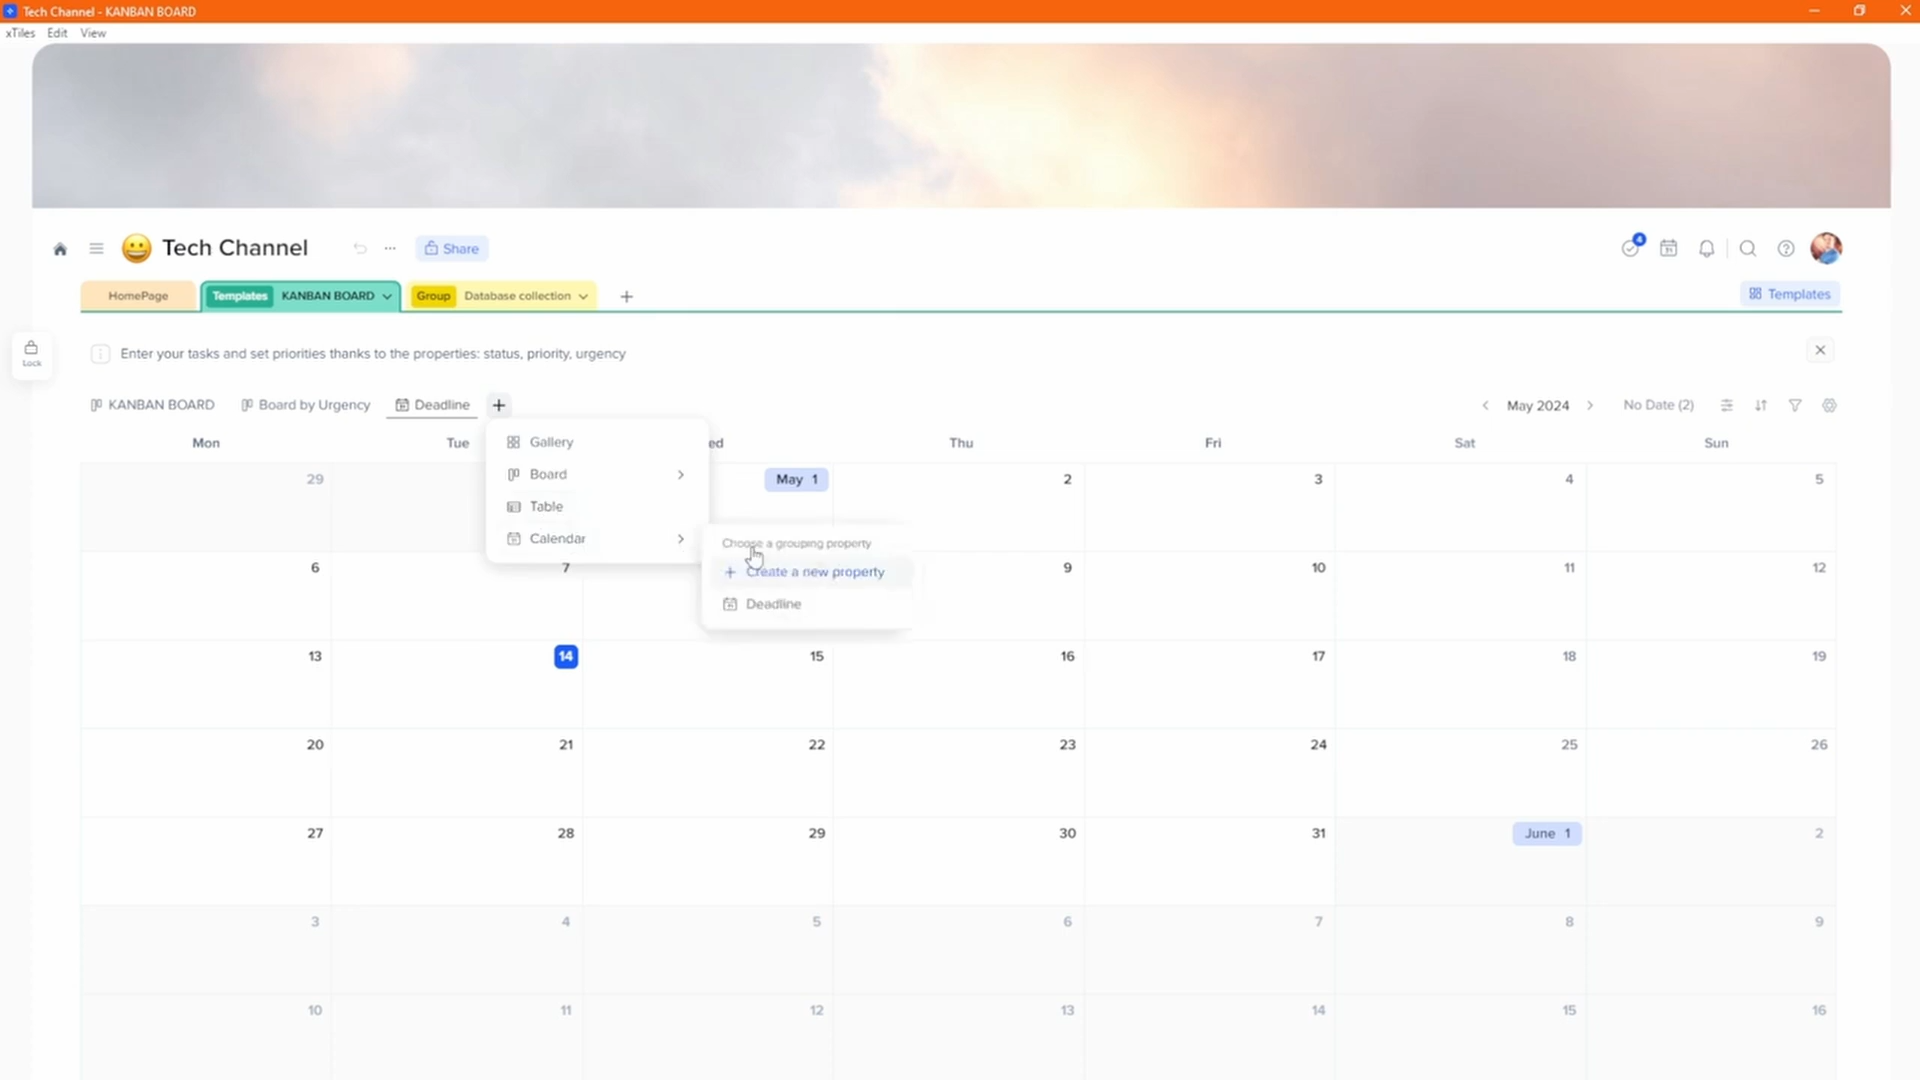 Tech Channel - KANBAN BOARD
xTiles Edit View
Tech Channel
Share
4
HomePage
Templates KANBAN BOARD
Group Database collection
Templates
Lock
Enter your tasks and set priorities thanks to the properties: status, priority, urgency
KANBAN BOARD
Board by Urgency
Deadline
May 2024
No Date (2)
Mon Tue ed Thu Fri Sat Sun
Gallery
Board
Table
Calendar
Choose a grouping property
Create a new property
Deadline
29 May 1 2 3 4 5
6 7 9 10 11 12
13 14 15 16 17 18 19
20 21 22 23 24 25 26
27 28 29 30 31 June 1 2
3 4 5 6 7 8 9
10 11 12 13 14 15 16